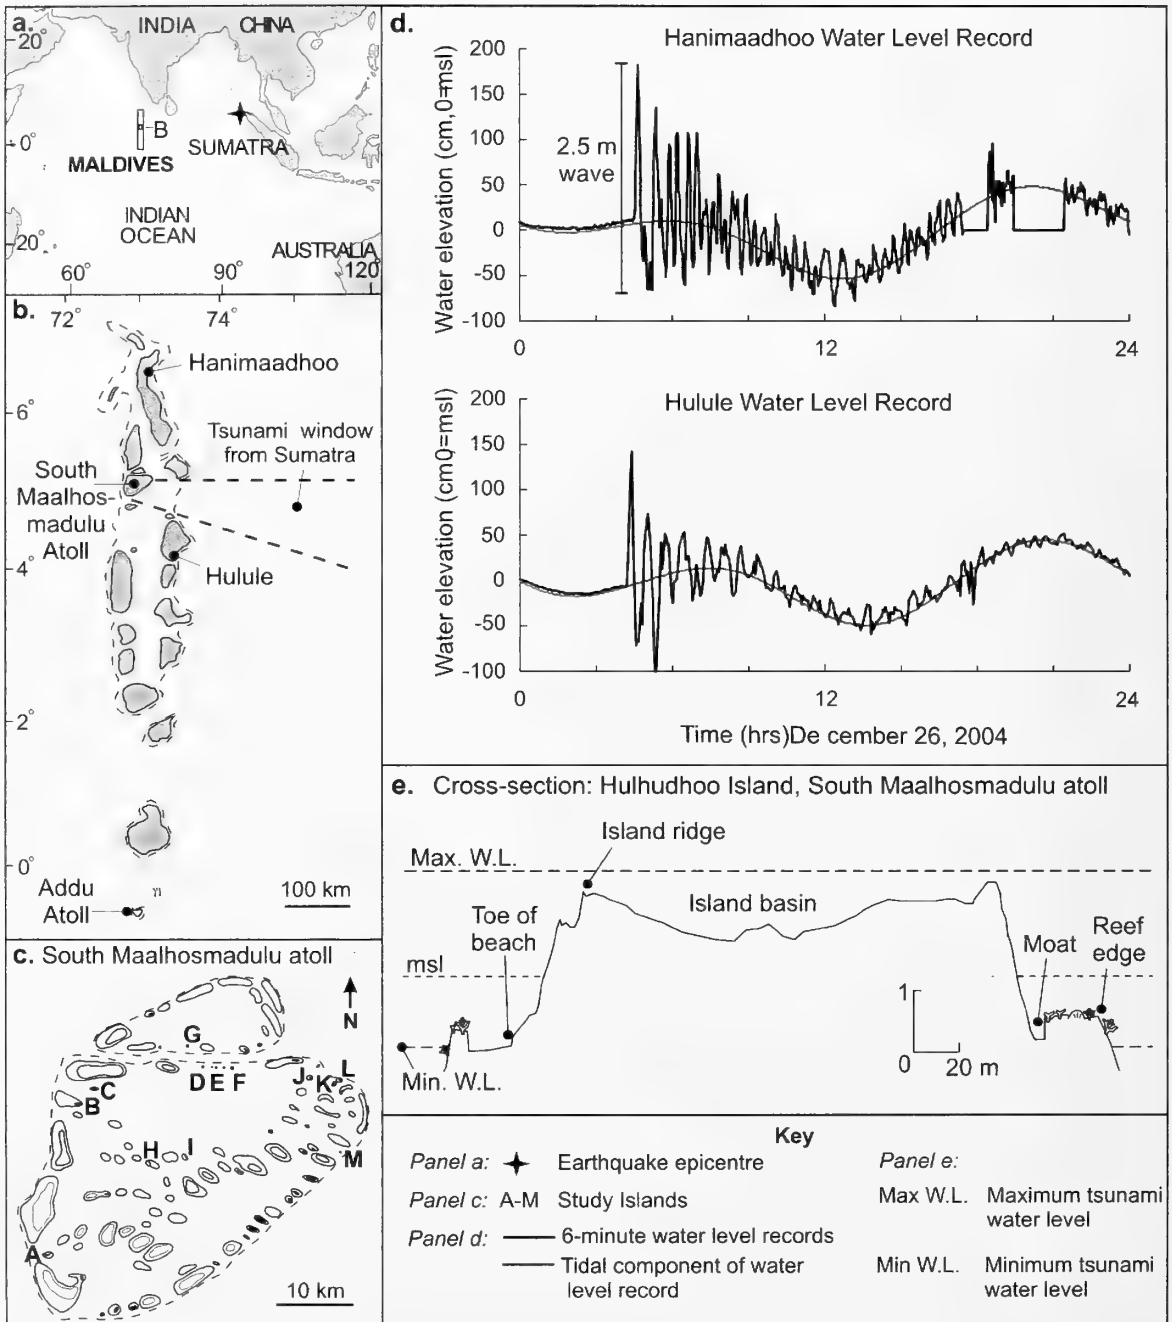 a.
INDIA
CHINA
20°
B
0°
SUMATRA
MALDIVES
INDIAN
OCEAN
20°
AUSTRALIA
60°
90°
120°
b.
72°
74°
Hanimaadhoo
6°
Tsunami window
from Sumatra
South
Maalhos-
madulu
Atoll
4°
Hulule
2°
0°
Addu
Atoll
100 km
c. South Maalhosmadulu atoll
N
G
D E F
J
K
L
C
B
H
I
M
A
10 km
d.
Hanimaadhoo Water Level Record
Water elevation (cm,0=msl)
200
150
100
50
0
-50
-100
2.5 m
wave
0
12
24
Hulule Water Level Record
Water elevation (cm0=msl)
200
150
100
50
0
-50
-100
0
12
24
Time (hrs)De cember 26, 2004
e. Cross-section: Hulhudhoo Island, South Maalhosmadulu atoll
Island ridge
Max. W.L.
Island basin
Toe of
beach
Reef
edge
Moat
msl
1
0
20 m
Min. W.L.
Key
Panel a:
Earthquake epicentre
Panel c: A-M Study Islands
Panel d:
6-minute water level records
Tidal component of water
level record
Panel e:
Max W.L. Maximum tsunami
water level
Min W.L. Minimum tsunami
water level